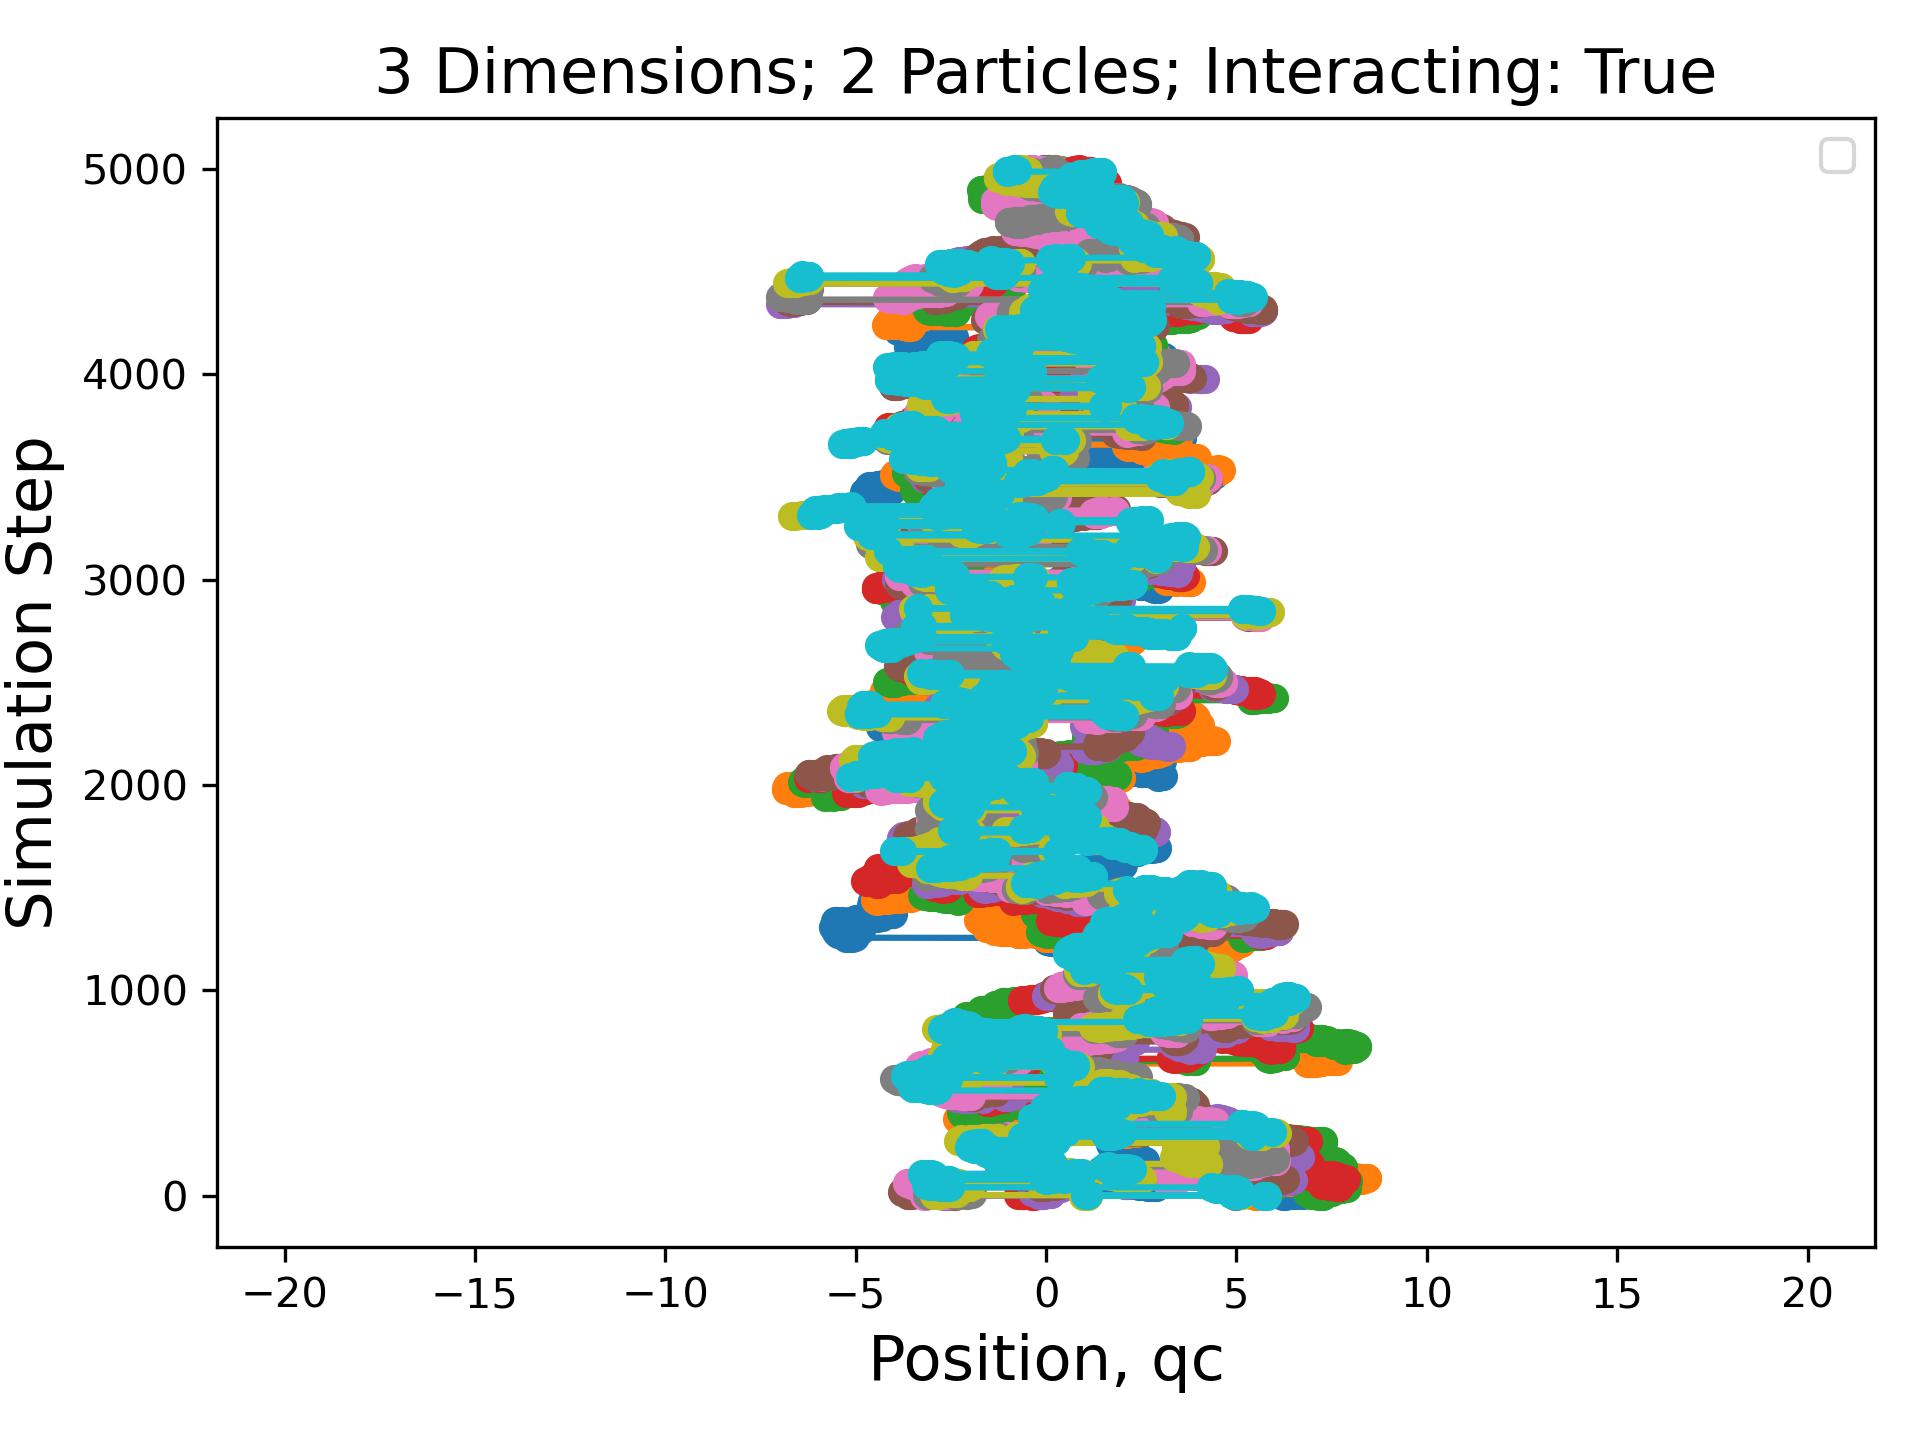 3 Dimensions; 2 Particles; Interacting: True
Simulation Step
5000
4000
3000
2000
1000
0
−20 −15 −10 −5 0 5 10 15 20
Position, qc